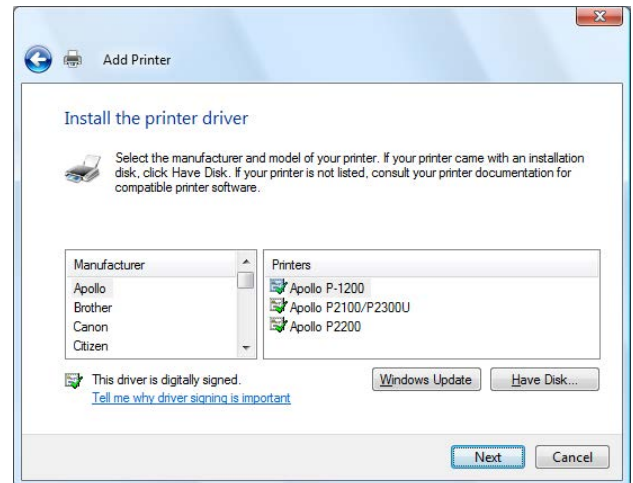 Add Printer
Install the printer driver
Select the manufacturer and model of your printer. If your printer came with an installation
disk, click Have Disk. If your printer is not listed, consult your printer documentation for
compatible printer software.
Manufacturer
Apollo
Brother
Canon
Citizen
Printers
Apollo P-1200
Apollo P2100/P2300U
Apollo P2200
This driver is digitally signed.
Tell me why driver signing is important
Windows Update
Have Disk...
Next
Cancel